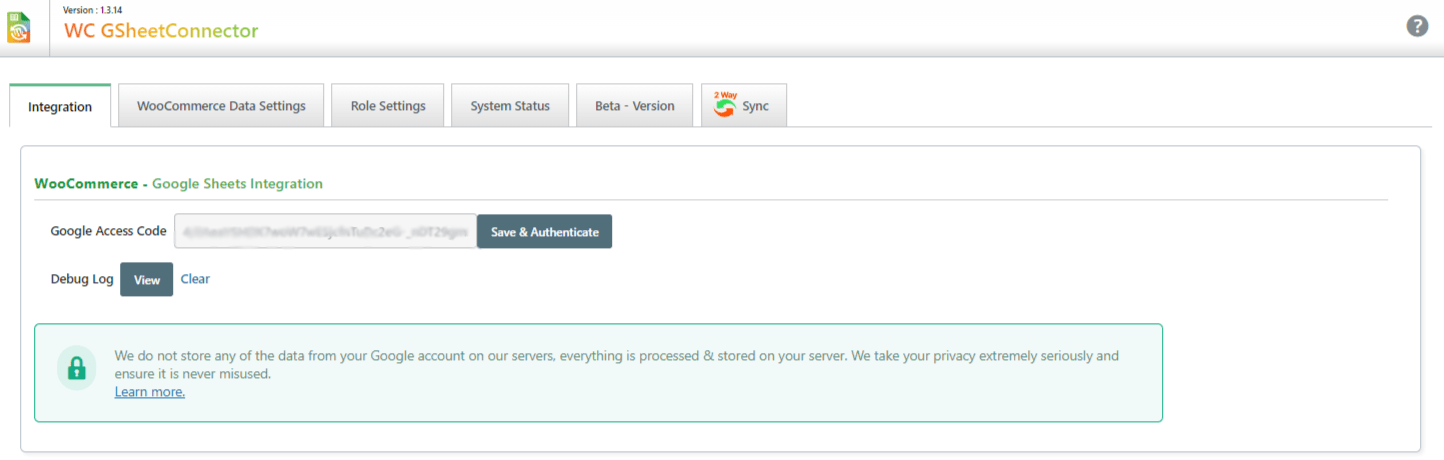 Version : 1.3.14
WC GSheetConnector
?
Integration
WooCommerce Data Settings
Role Settings
System Status
Beta - Version
2 Way
Sync
WooCommerce - Google Sheets Integration
Google Access Code
Save & Authenticate
Debug Log View Clear
We do not store any of the data from your Google account on our servers, everything is processed & stored on your server. We take your privacy extremely seriously and
ensure it is never misused.
Learn more.